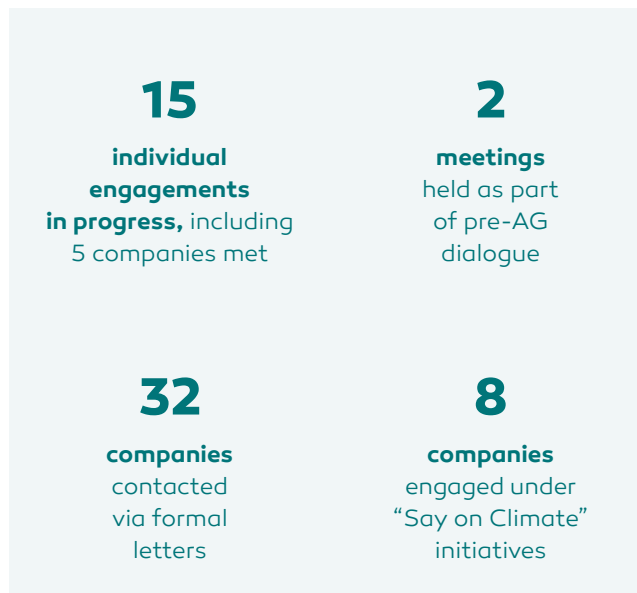 15
individual
engagements
in progress, including
5 companies met
2
meetings
held as part
of pre-AG
dialogue
32
companies
contacted
via formal
letters
8
companies
engaged under
“Say on Climate”
initiatives